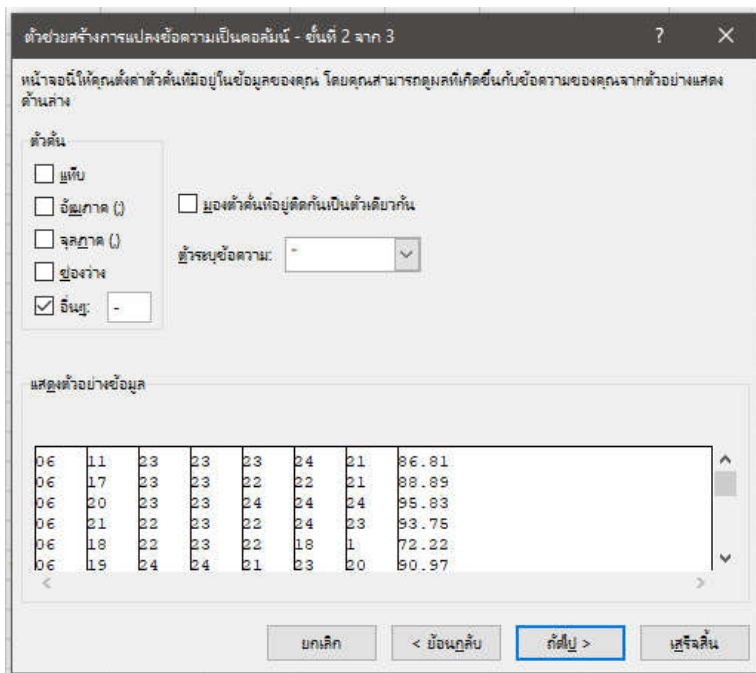 ตัวช่วยสร้างการแปลงข้อความเป็นคอลัมน์ - ขั้นที่ 2 จาก 3 ? ×
หน้าจอนี้ให้คุณตั้งค่าตัวคั่นที่มีอยู่ในข้อมูลของคุณ โดยคุณสามารถดูผลที่เกิดขึ้นกับข้อความของคุณจากตัวอย่างแสดง
ด้านล่าง
ตัวคั่น
แท็บ
อัฒภาค (;)
จุลภาค (,)
ช่องว่าง
อื่นๆ: -
มองตัวคั่นที่อยู่ติดกันเป็นตัวเดียวกัน
ตัวระบุข้อความ: "
แสดงตัวอย่างข้อมูล
06 11 23 23 23 24 21 86.81
06 17 23 23 22 22 21 88.89
06 20 23 23 24 24 24 95.83
06 21 22 23 22 24 23 93.75
06 18 22 23 22 18 1 72.22
06 19 24 24 21 23 20 90.97
ยกเลิก < ย้อนกลับ ถัดไป > เสร็จสิ้น